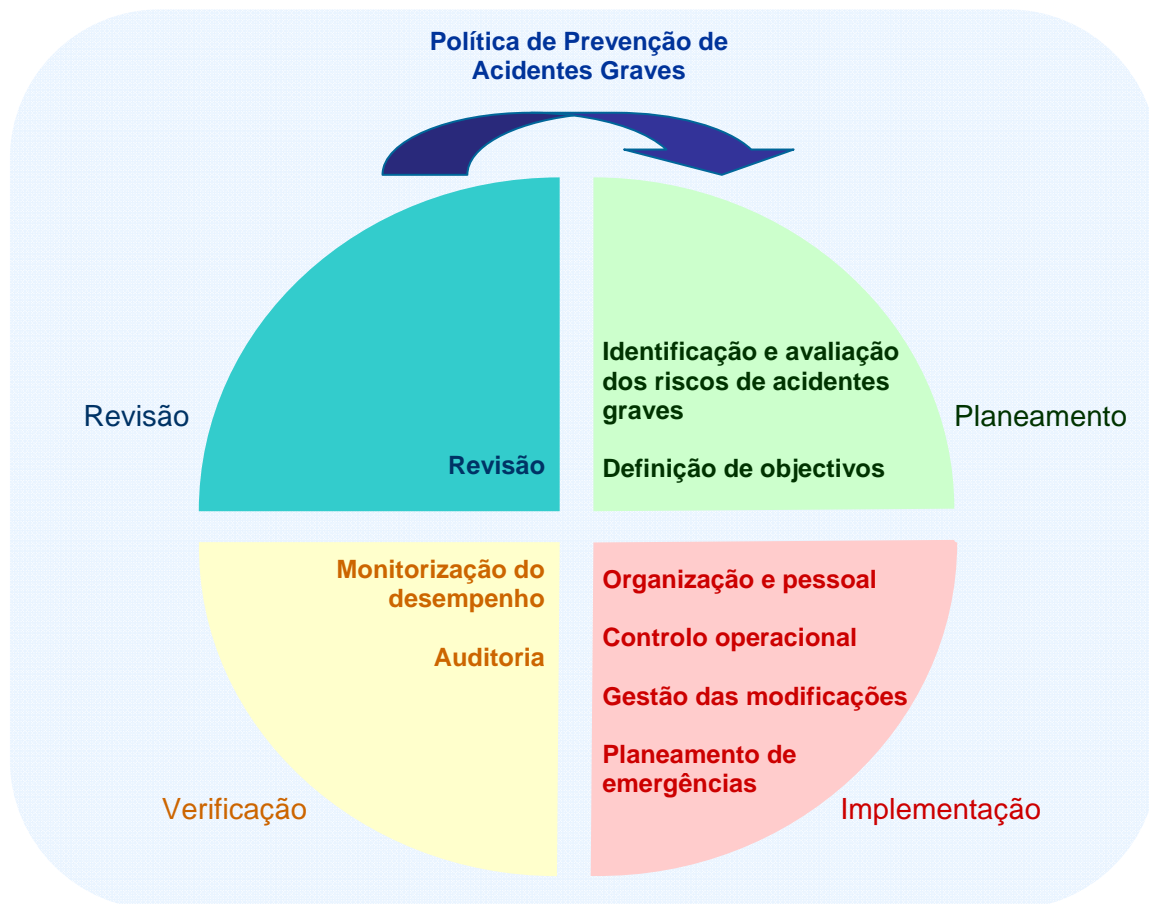 Política de Prevenção de
Acidentes Graves
Identificação e avaliação
dos riscos de acidentes
graves
Definição de objectivos
Planeamento
Revisão
Revisão
Monitorização do
desempenho
Auditoria
Verificação
Organização e pessoal
Controlo operacional
Gestão das modificações
Planeamento de
emergências
Implementação